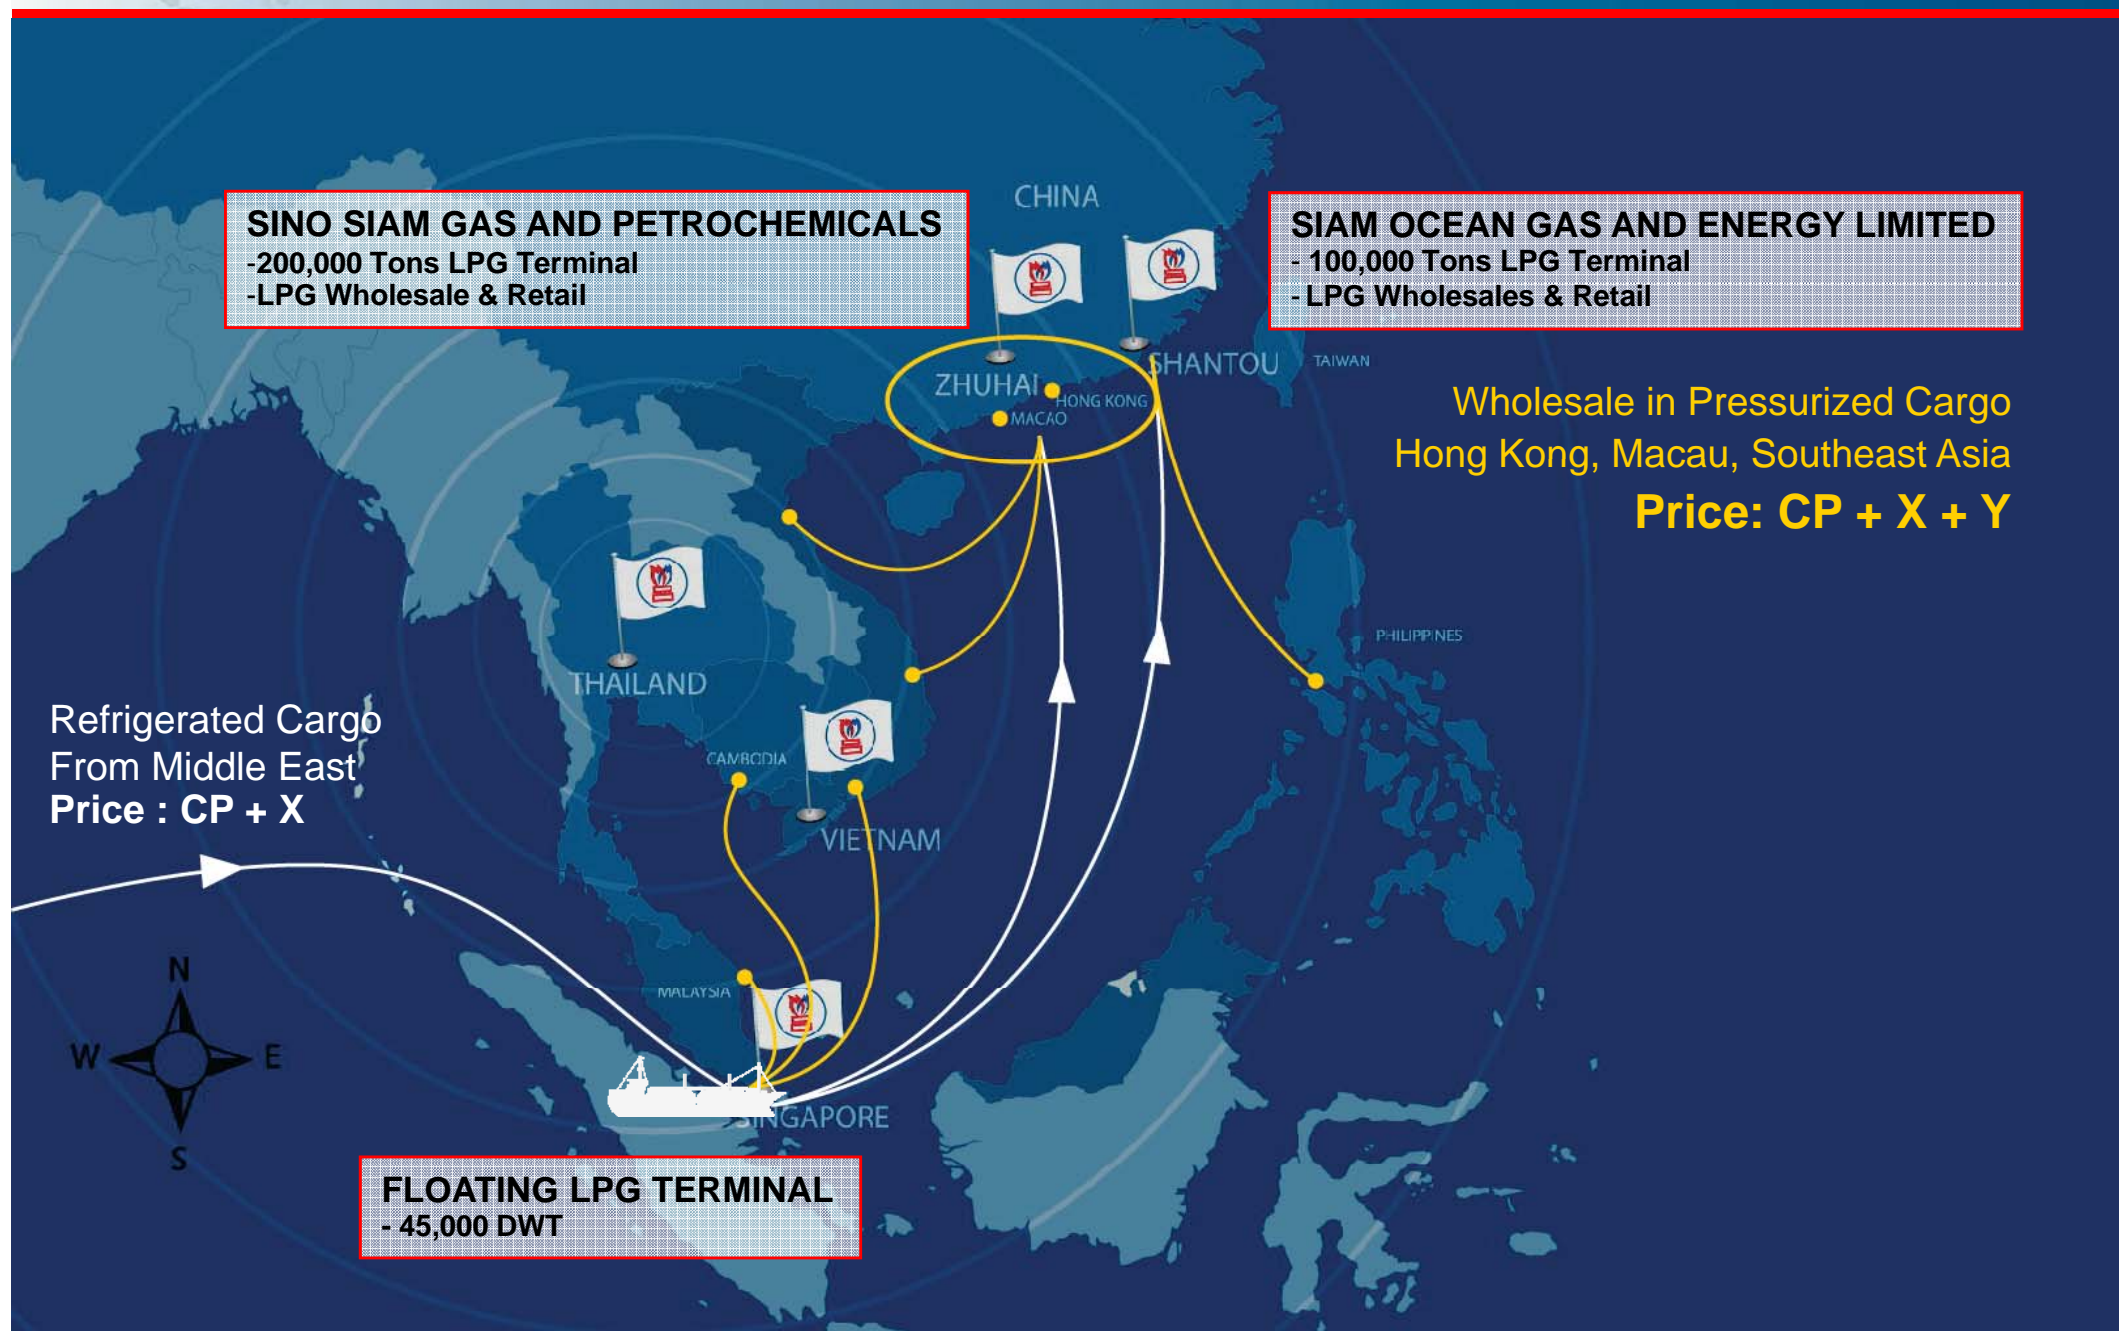 SINO SIAM GAS AND PETROCHEMICALS
-200,000 Tons LPG Terminal
-LPG Wholesale & Retail
CHINA
SIAM OCEAN GAS AND ENERGY LIMITED
- 100,000 Tons LPG Terminal
- LPG Wholesales & Retail
SHANTOU
TAIWAN
ZHUHAI
HONG KONG
MACAO
Wholesale in Pressurized Cargo
Hong Kong, Macau, Southeast Asia
Price: CP + X + Y
PHILIPPINES
THAILAND
Refrigerated Cargo
From Middle East
Price : CP + X
CAMBODIA
VIETNAM
MALAYSIA
N
W
E
S
SINGAPORE
FLOATING LPG TERMINAL
- 45,000 DWT